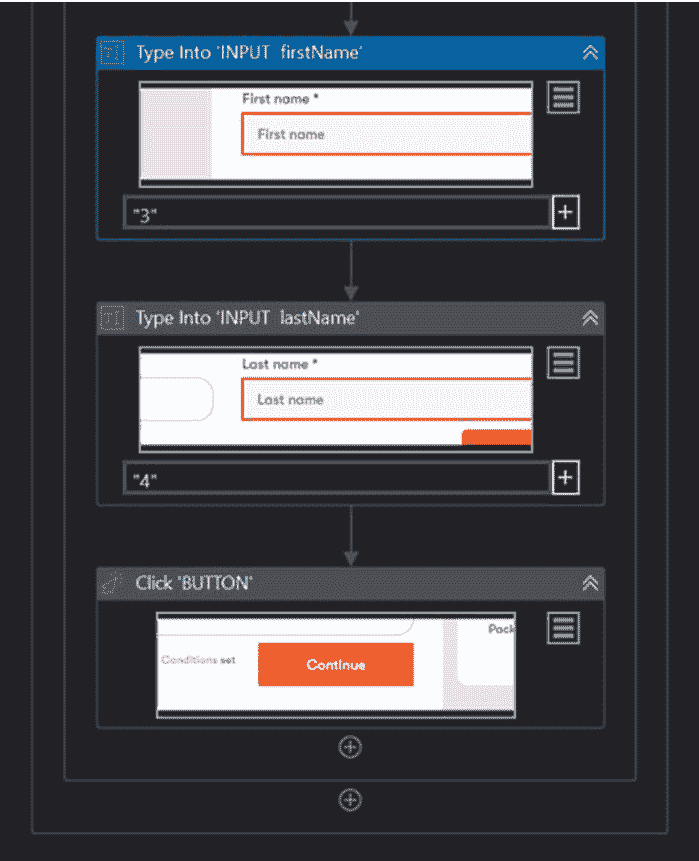 Type Into 'INPUT firstName'
First name *
First name
"3"
Type Into 'INPUT lastName'
Last name *
Last name
"4"
Click 'BUTTON'
Pack
Conditions set
Continue